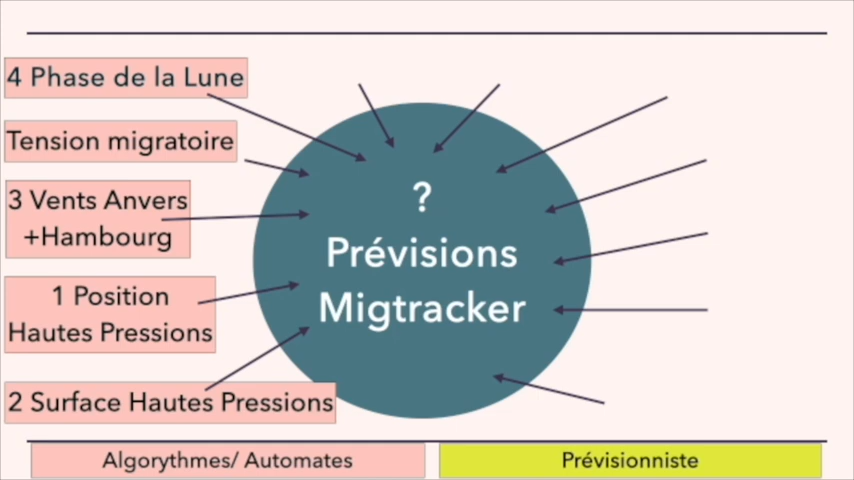 4 Phase de la Lune
Tension migratoire
3 Vents Anvers
+Hambourg
1 Position
Hautes Pressions
2 Surface Hautes Pressions
?
Prévisions
Migtracker
Algorythmes/ Automates
Prévisionniste